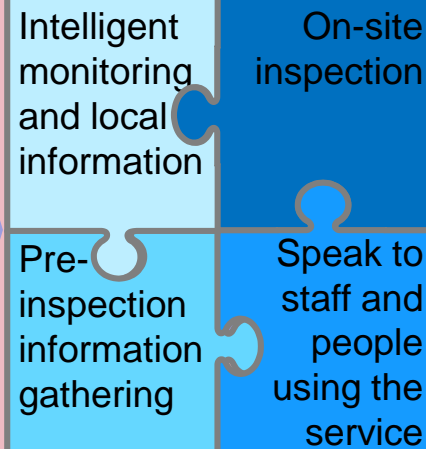 Intelligent
monitoring
and local
information
On-site
inspection
Pre-
inspection
information
gathering
Speak to
staff and
people
using the
service